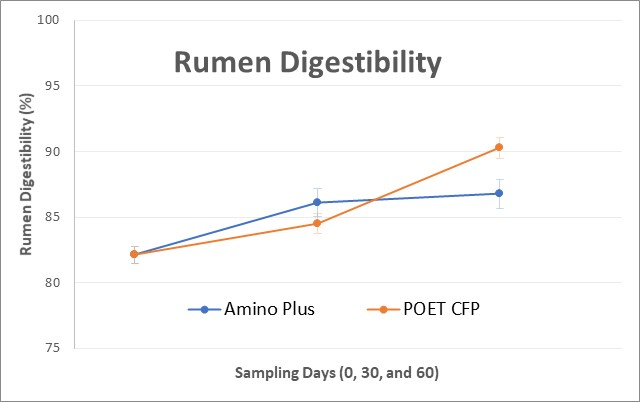 Rumen Digestibility
100
95
90
85
80
75
Rumen Digestibility (%)
Amino Plus
POET CFP
Sampling Days (0, 30, and 60)